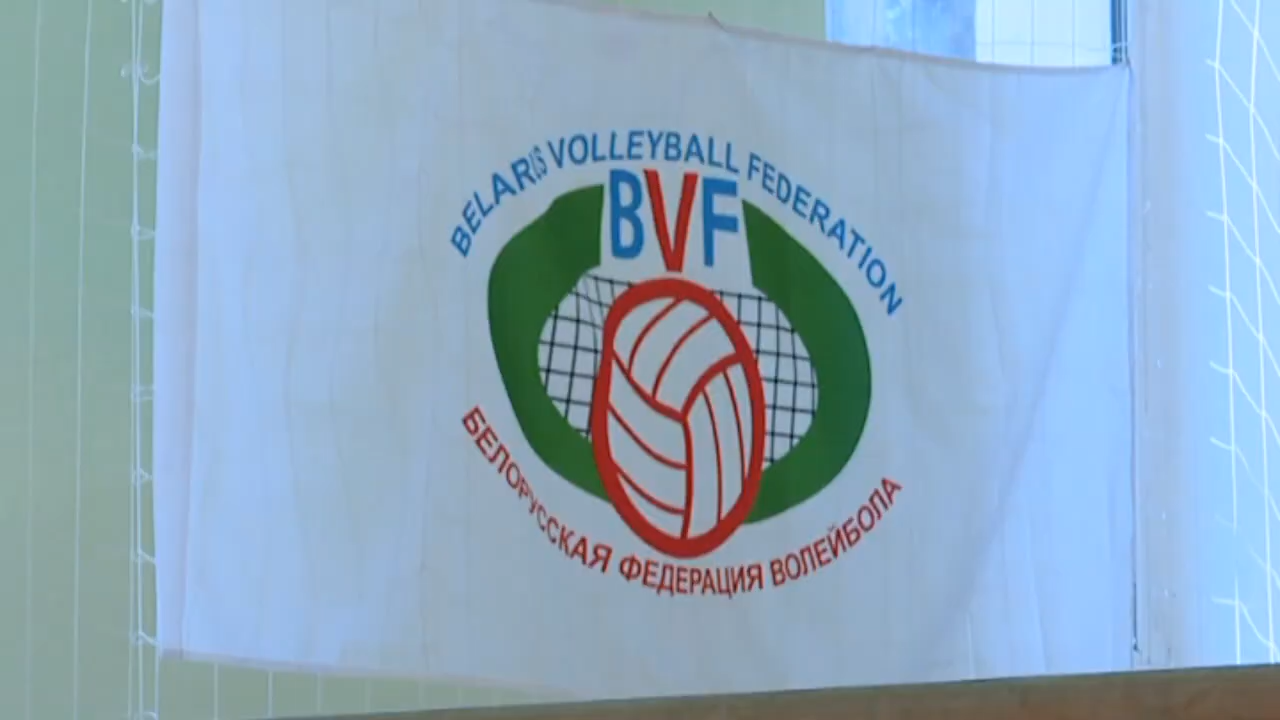 BELARUS VOLLEYBALL FEDERATION
BVF
БЕЛОРУССКАЯ ФЕДЕРАЦИЯ ВОЛЕЙБОЛА